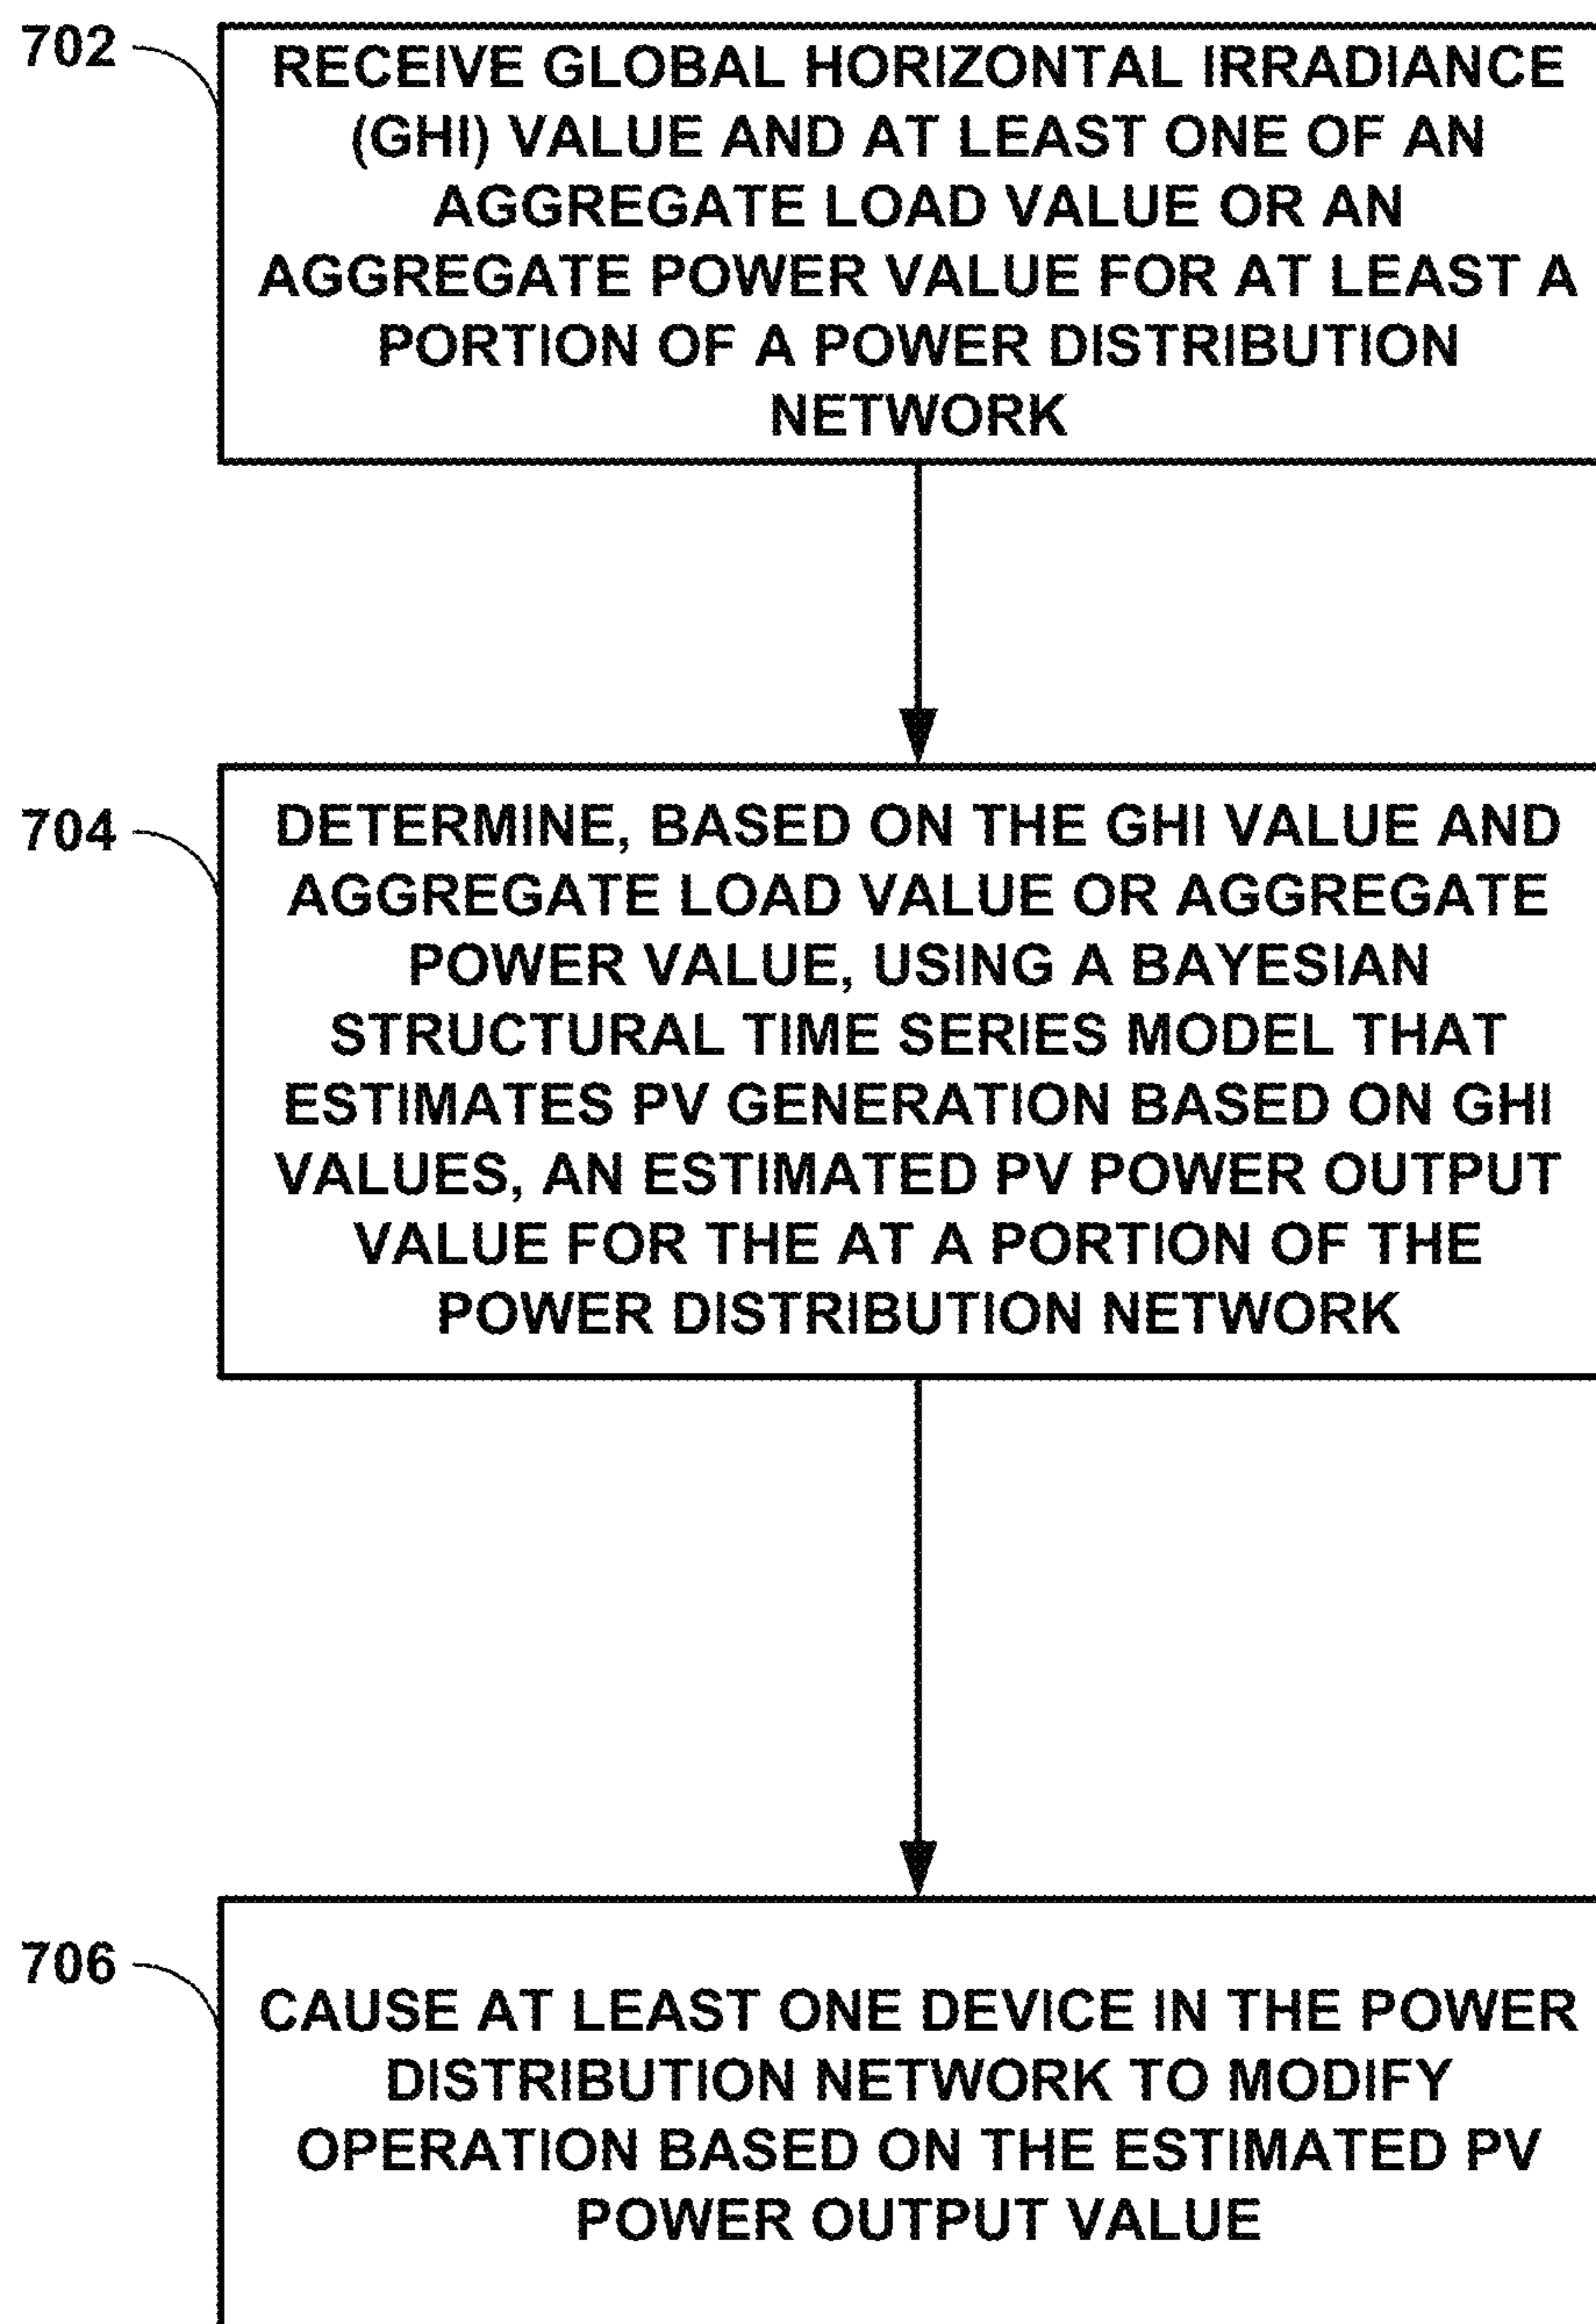 702
RECEIVE GLOBAL HORIZONTAL IRRADIANCE
(GHI) VALUE AND AT LEAST ONE OF AN
AGGREGATE LOAD VALUE OR AN
AGGREGATE POWER VALUE FOR AT LEAST A
PORTION OF A POWER DISTRIBUTION
NETWORK
704
DETERMINE, BASED ON THE GHI VALUE AND
AGGREGATE LOAD VALUE OR AGGREGATE
POWER VALUE, USING A BAYESIAN
STRUCTURAL TIME SERIES MODEL THAT
ESTIMATES PV GENERATION BASED ON GHI
VALUES, AN ESTIMATED PV POWER OUTPUT
VALUE FOR THE AT A PORTION OF THE
POWER DISTRIBUTION NETWORK
706
CAUSE AT LEAST ONE DEVICE IN THE POWER
DISTRIBUTION NETWORK TO MODIFY
OPERATION BASED ON THE ESTIMATED PV
POWER OUTPUT VALUE